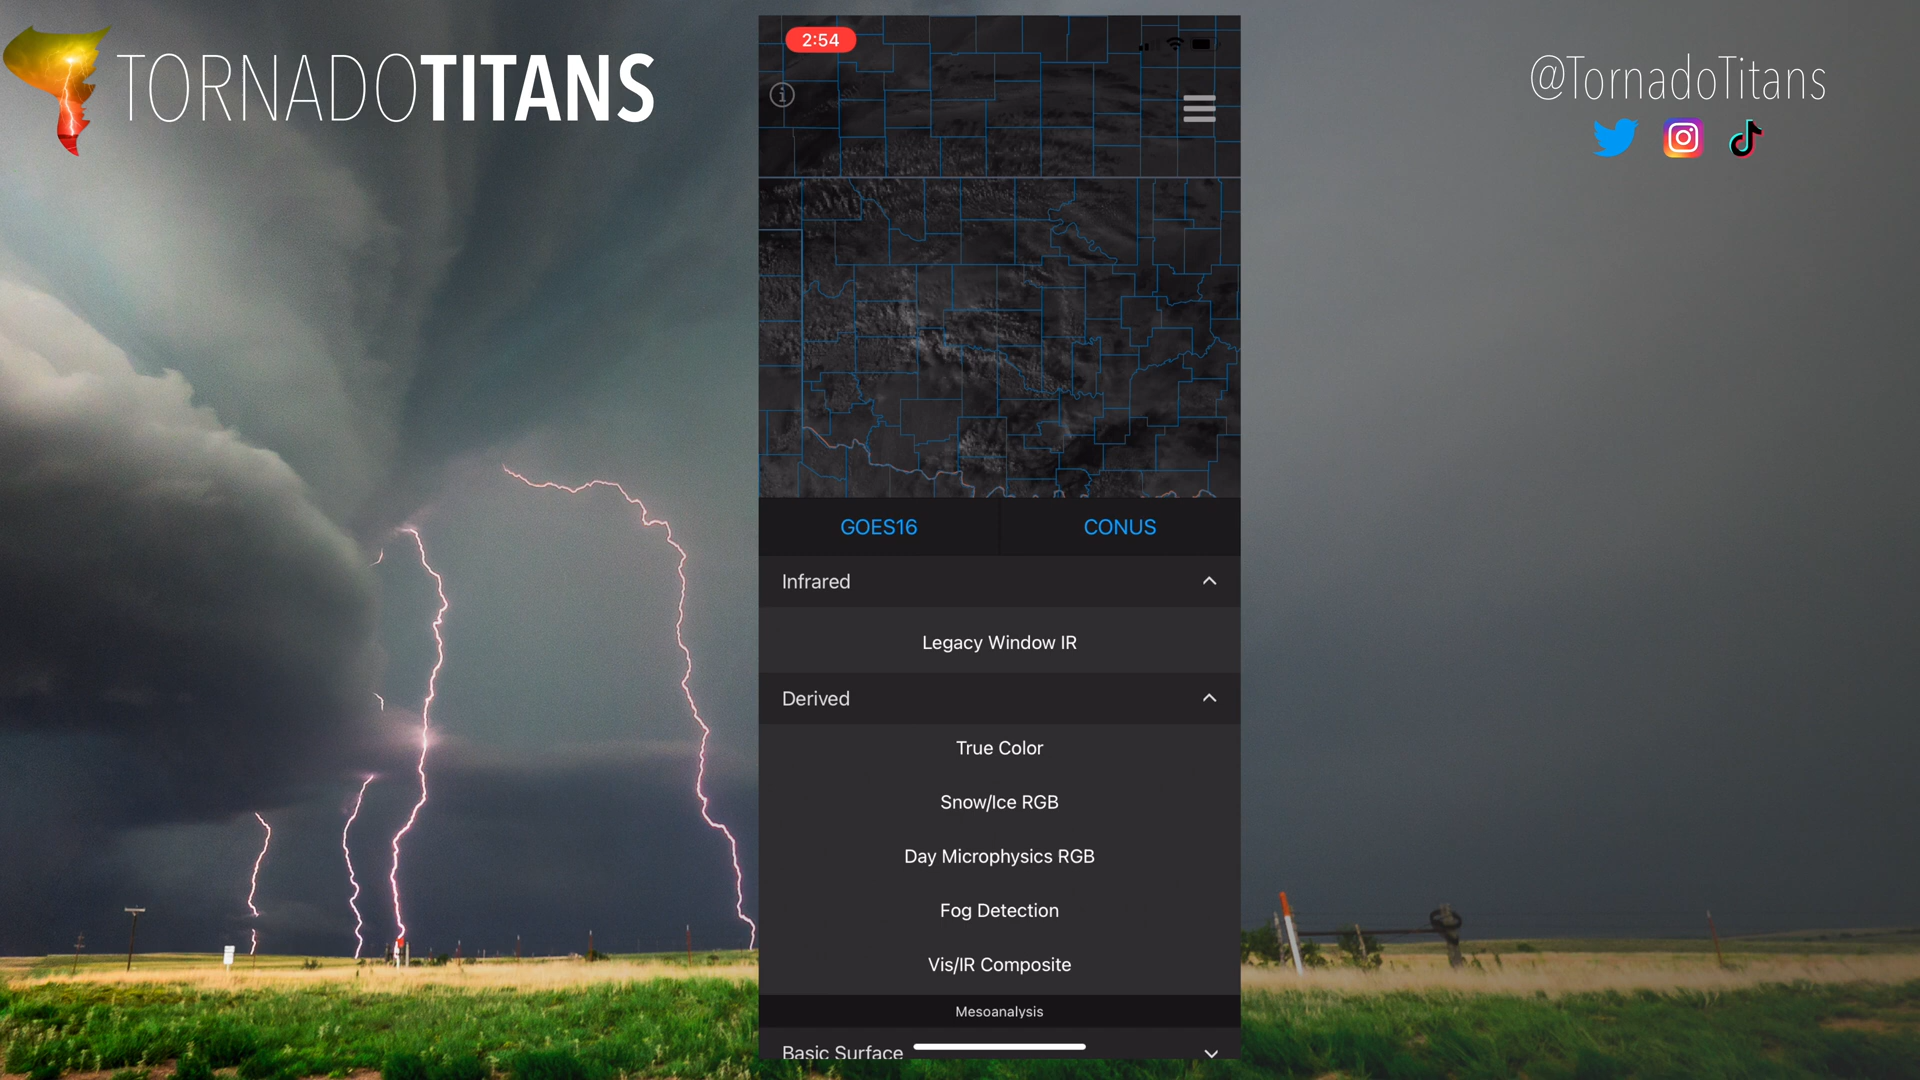 TORNADOTITANS
@TornadoTitans
2:54
GOES16
CONUS
Infrared
Legacy Window IR
Derived
True Color
Snow/Ice RGB
Day Microphysics RGB
Fog Detection
Vis/IR Composite
Mesoanalysis
Basic Surface